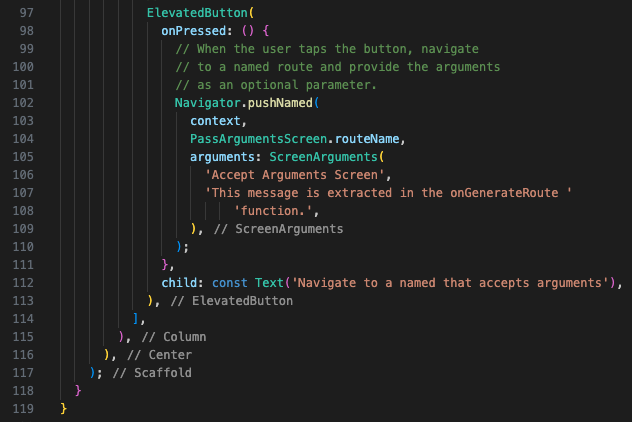 97 ElevatedButton(
98 onPressed: () {
99 // When the user taps the button, navigate
100 // to a named route and provide the arguments
101 // as an optional parameter.
102 Navigator.pushNamed(
103 context,
104 PassArgumentsScreen.routeName,
105 arguments: ScreenArguments(
106 'Accept Arguments Screen',
107 'This message is extracted in the onGenerateRoute '
108 'function.',
109 ), // ScreenArguments
110 );
111 },
112 child: const Text('Navigate to a named that accepts arguments'),
113 ), // ElevatedButton
114 ],
115 ), // Column
116 ), // Center
117 ); // Scaffold
118 }
119 }